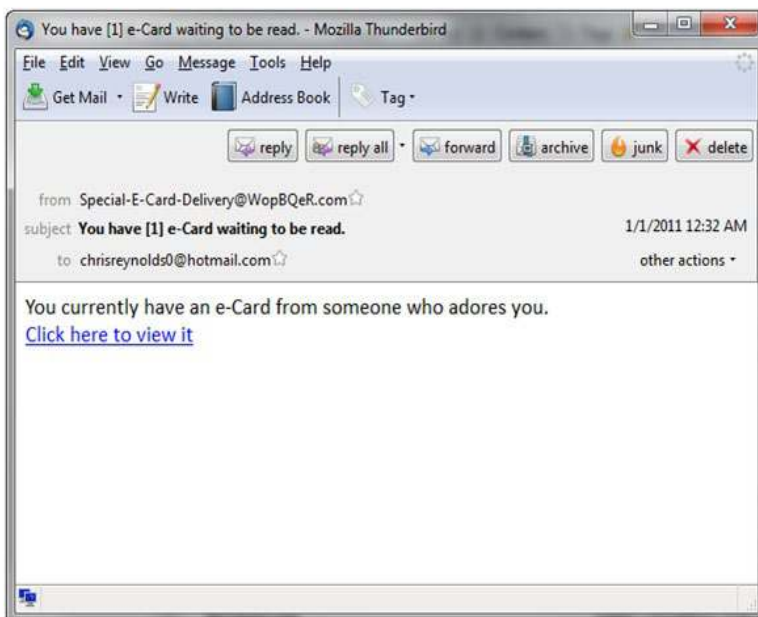 You have [1] e-Card waiting to be read. - Mozilla Thunderbird
File Edit View Go Message Tools Help
Get Mail Write Address Book Tag
reply reply all forward archive junk delete
from Special-E-Card-Delivery@WopBQeR.com
subject You have [1] e-Card waiting to be read. 1/1/2011 12:32 AM
to chrisreynolds0@hotmail.com other actions
You currently have an e-Card from someone who adores you.
Click here to view it